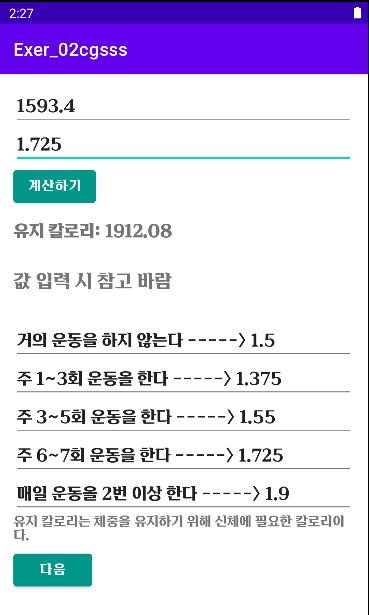 2:27
Exer_02cgsss
1593.4
1.725
계산하기
유지 칼로리: 1912.08
값 입력 시 참고 바람
거의 운동을 하지 않는다 -----> 1.5
주 1~3회 운동을 한다 -----> 1.375
주 3~5회 운동을 한다 -----> 1.55
주 6~7회 운동을 한다 -----> 1.725
매일 운동을 2번 이상 한다 -----> 1.9
유지 칼로리는 체중을 유지하기 위해 신체에 필요한 칼로리이
다.
다음